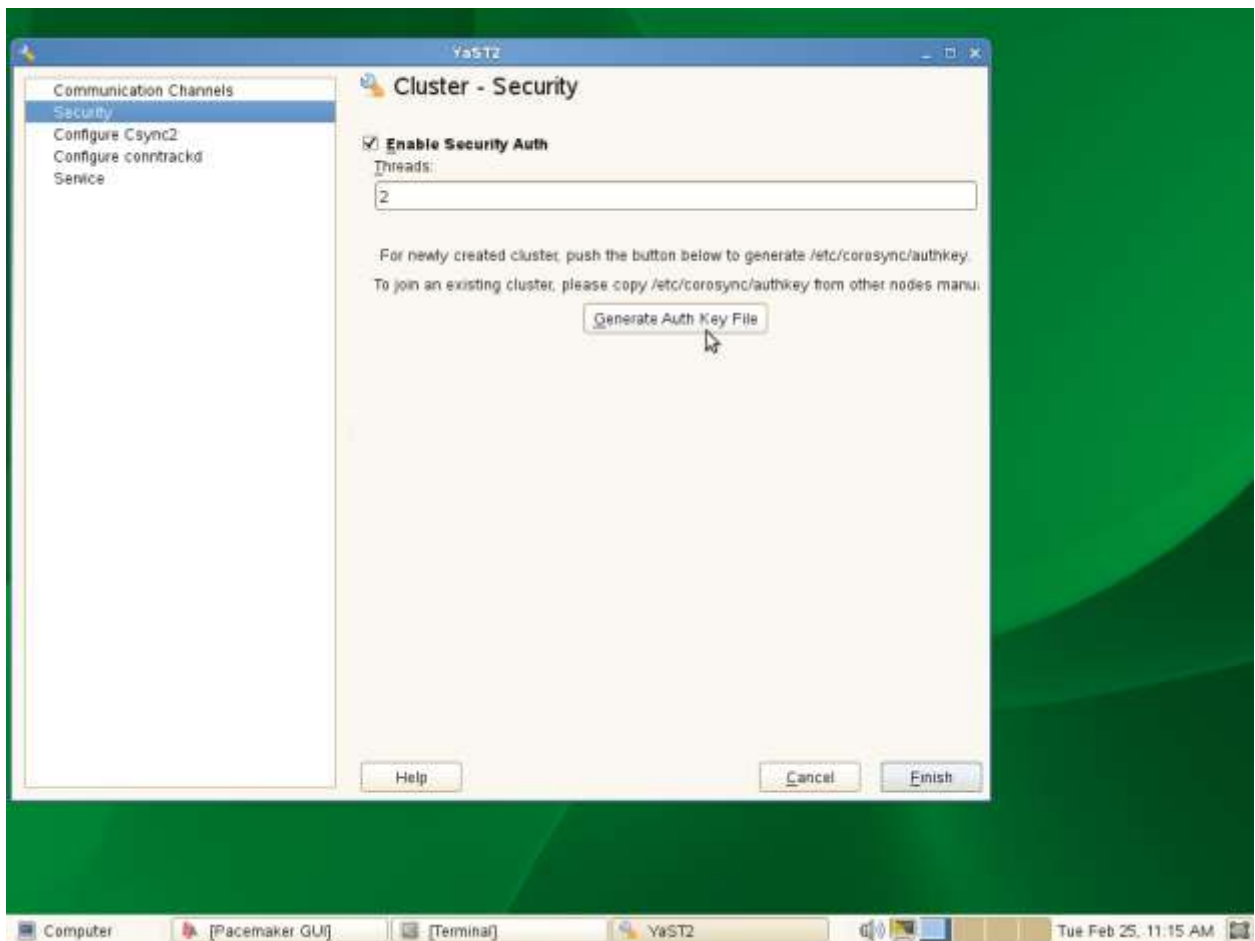 YaST2
Communication Channels
Security
Configure Csync2
Configure conntrackd
Service
Cluster - Security
Enable Security Auth
Threads:
2
For newly created cluster, push the button below to generate /etc/corosync/authkey.
To join an existing cluster, please copy /etc/corosync/authkey from other nodes manu
Generate Auth Key File
Help
Cancel
Finish
Computer
[Pacemaker GUI]
[Terminal]
YaST2
Tue Feb 25, 11:15 AM